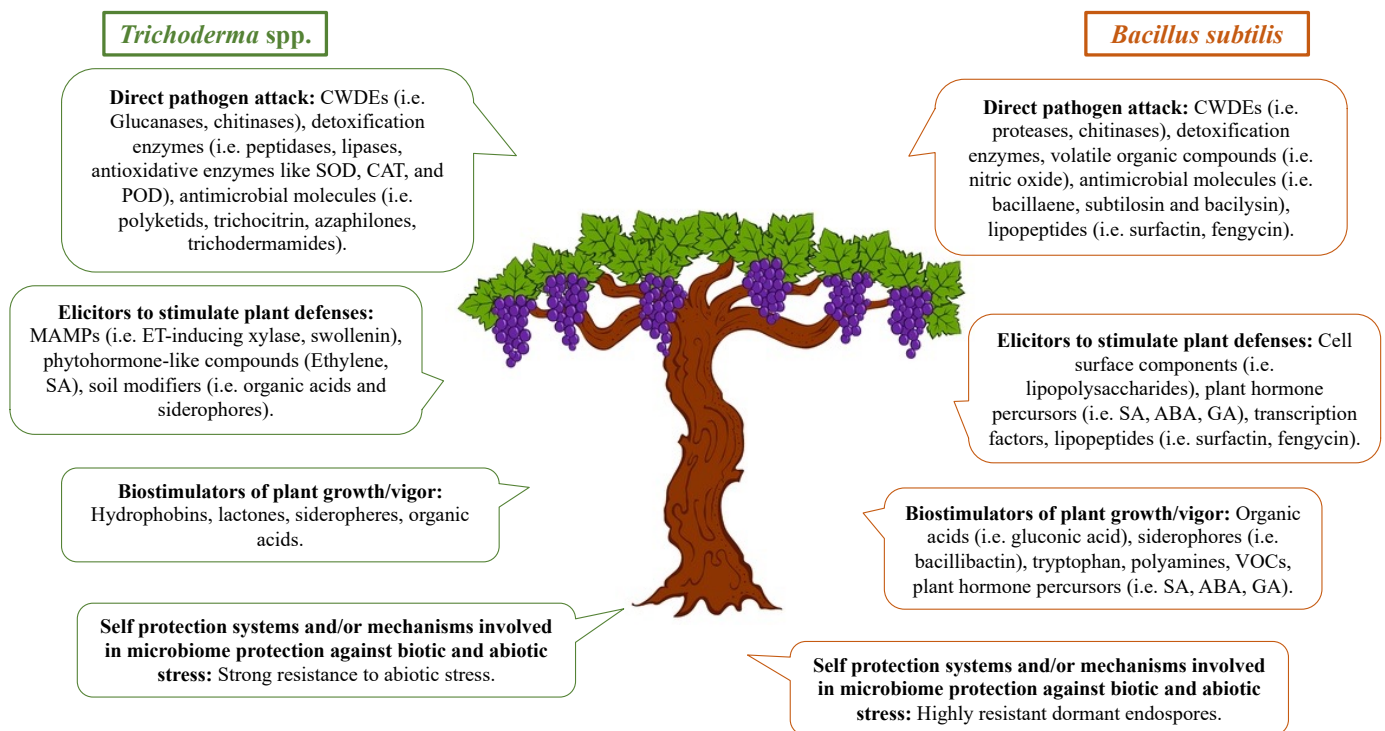 Trichoderma spp.
Direct pathogen attack: CWDEs (i.e.
Glucanases, chitinases), detoxification
enzymes (i.e. peptidases, lipases,
antioxidative enzymes like SOD, CAT, and
POD), antimicrobial molecules (i.e.
polyketids, trichocitrin, azaphilones,
trichodermamides).
Elicitors to stimulate plant defenses:
MAMPs (i.e. ET-inducing xylase, swollenin),
phytohormone-like compounds (Ethylene,
SA), soil modifiers (i.e. organic acids and
siderophores).
Biostimulators of plant growth/vigor:
Hydrophobins, lactones, sideropheres, organic
acids.
Self protection systems and/or mechanisms involved
in microbiome protection against biotic and abiotic
stress: Strong resistance to abiotic stress.
Bacillus subtilis
Direct pathogen attack: CWDEs (i.e.
proteases, chitinases), detoxification
enzymes, volatile organic compounds (i.e.
nitric oxide), antimicrobial molecules (i.e.
bacillaene, subtilosin and bacilysin),
lipopeptides (i.e. surfactin, fengycin).
Elicitors to stimulate plant defenses: Cell
surface components (i.e.
lipopolysaccharides), plant hormone
percursors (i.e. SA, ABA, GA), transcription
factors, lipopeptides (i.e. surfactin, fengycin).
Biostimulators of plant growth/vigor: Organic
acids (i.e. gluconic acid), siderophores (i.e.
bacillibactin), tryptophan, polyamines, VOCs,
plant hormone percursors (i.e. SA, ABA, GA).
Self protection systems and/or mechanisms involved
in microbiome protection against biotic and abiotic
stress: Highly resistant dormant endospores.